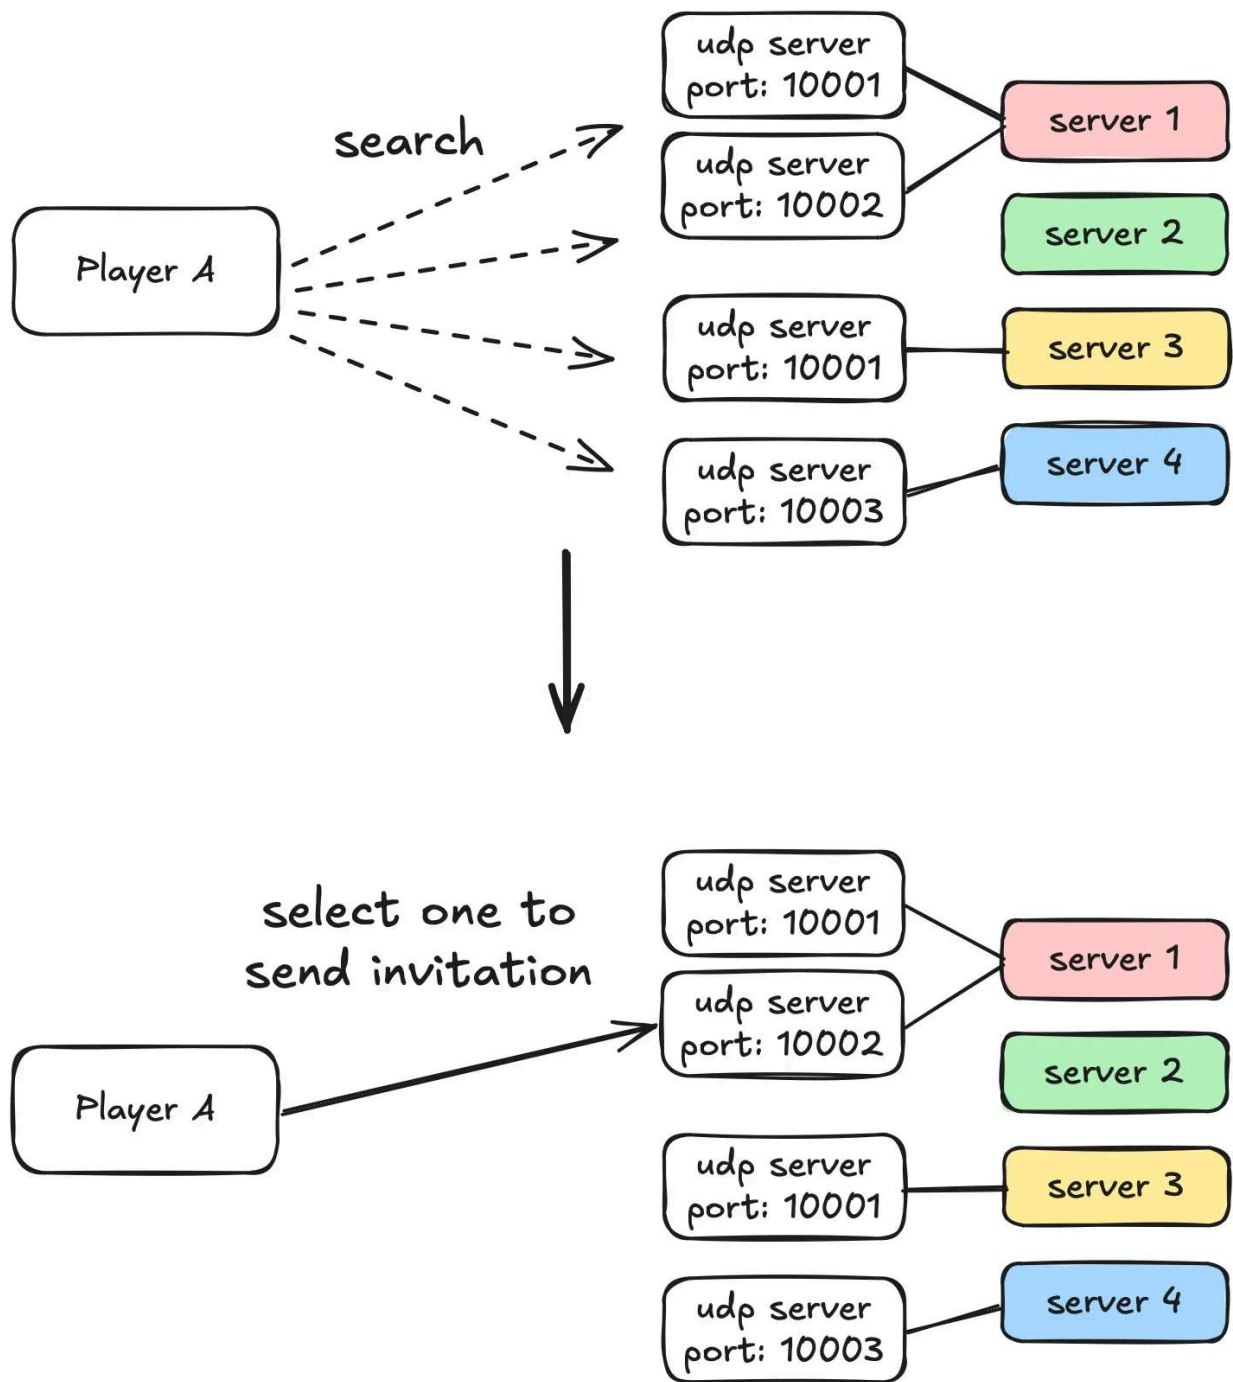 udp server
port: 10001
server 1
search
udp server
port: 10002
server 2
Player A
udp server
port: 10001
server 3
udp server
port: 10003
server 4
udp server
port: 10001
select one to
send invitation
server 1
udp server
port: 10002
server 2
Player A
udp server
port: 10001
server 3
udp server
port: 10003
server 4